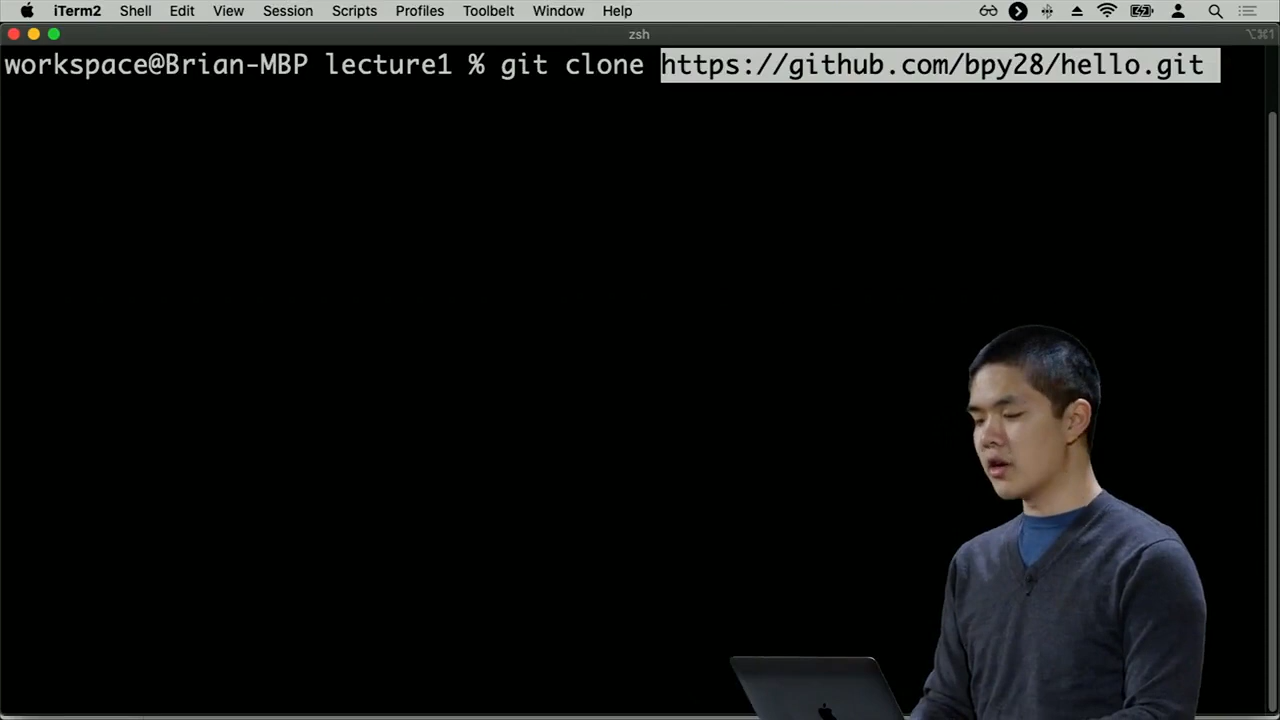 iTerm2 Shell Edit View Session Scripts Profiles Toolbelt Window Help
zsh
⌥⌘1
workspace@Brian-MBP lecture1 % git clone https://github.com/bpy28/hello.git